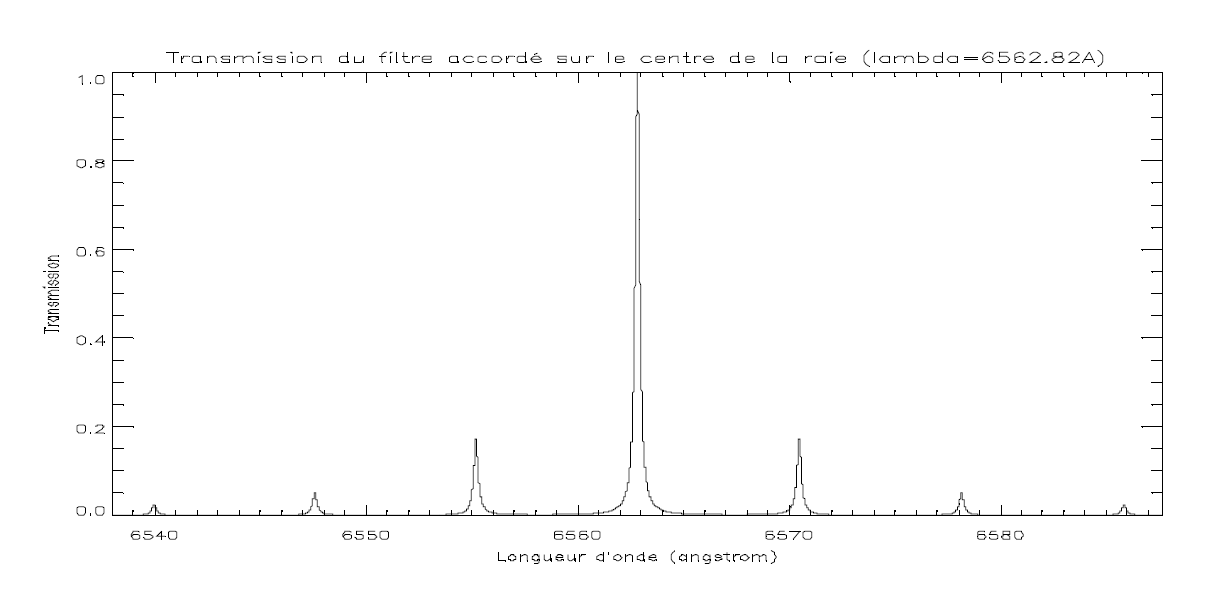 Transmission du filtre accordé sur le centre de la raie (lambda=6562.82A)
1.0
0.8
0.6
0.4
0.2
0.0
Transmission
6540 6550 6560 6570 6580
Longueur d'onde (angstrom)